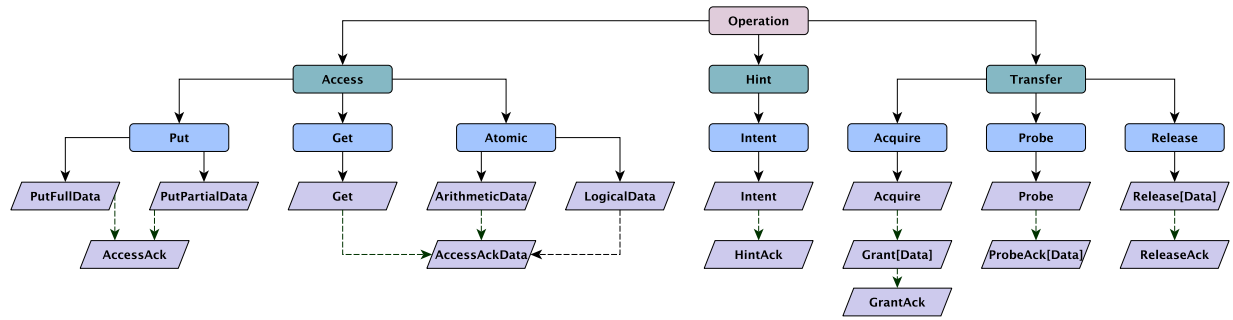 Operation
Access
Hint
Transfer
Put
Get
Atomic
Intent
Acquire
Probe
Release
PutFullData
PutPartialData
Get
ArithmeticData
LogicalData
Intent
Acquire
Probe
Release[Data]
AccessAck
AccessAckData
HintAck
Grant[Data]
ProbeAck[Data]
ReleaseAck
GrantAck